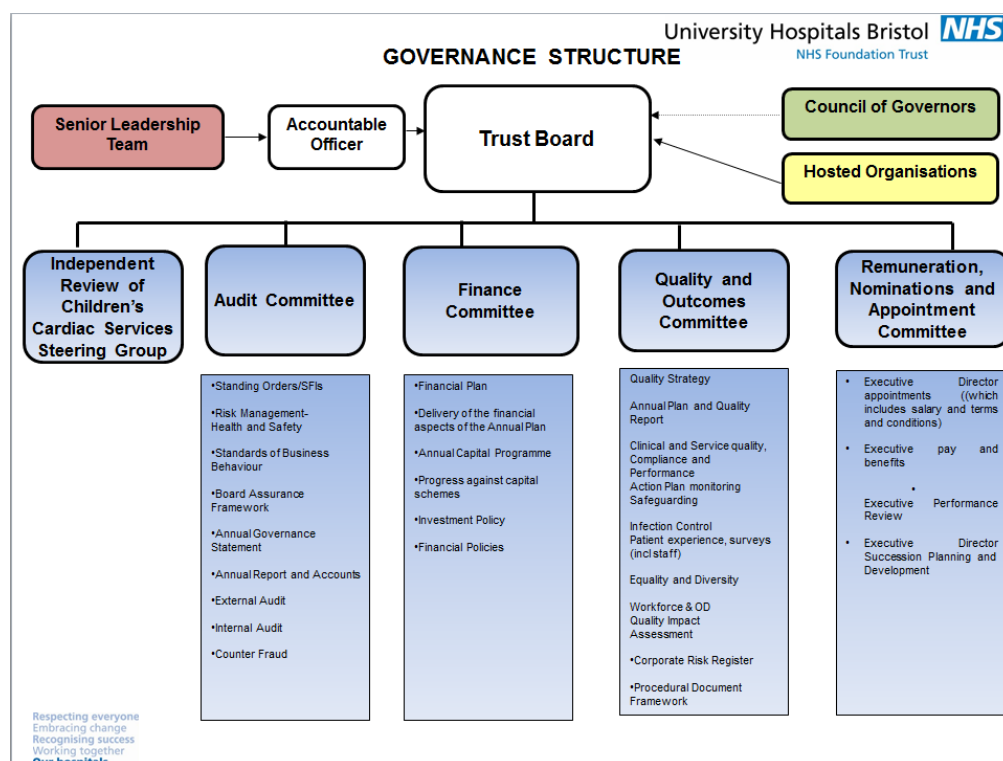 University Hospitals Bristol NHS
NHS Foundation Trust
GOVERNANCE STRUCTURE
Senior Leadership
Team
Accountable
Officer
Trust Board
Council of Governors
Hosted Organisations
Independent
Review of
Children’s
Cardiac Services
Steering Group
Audit Committee
Finance
Committee
Quality and
Outcomes
Committee
Remuneration,
Nominations and
Appointment
Committee
•Standing Orders/SFIs
•Risk Management-
Health and Safety
•Standards of Business
Behaviour
•Board Assurance
Framework
•Annual Governance
Statement
•Annual Report and Accounts
•External Audit
•Internal Audit
•Counter Fraud
•Financial Plan
•Delivery of the financial
aspects of the Annual Plan
•Annual Capital Programme
•Progress against capital
schemes
•Investment Policy
•Financial Policies
Quality Strategy
Annual Plan and Quality
Report
Clinical and Service quality,
Compliance and
Performance
Action Plan monitoring
Safeguarding
Infection Control
Patient experience, surveys
(incl staff)
Equality and Diversity
Workforce & OD
Quality Impact
Assessment
•Corporate Risk Register
•Procedural Document
Framework
• Executive Director
appointments ((which
includes salary and terms
and conditions)
• Executive pay and
benefits
•
Executive Performance
Review
• Executive Director
Succession Planning and
Development
Respecting everyone
Embracing change
Recognising success
Working together
Our hospitals